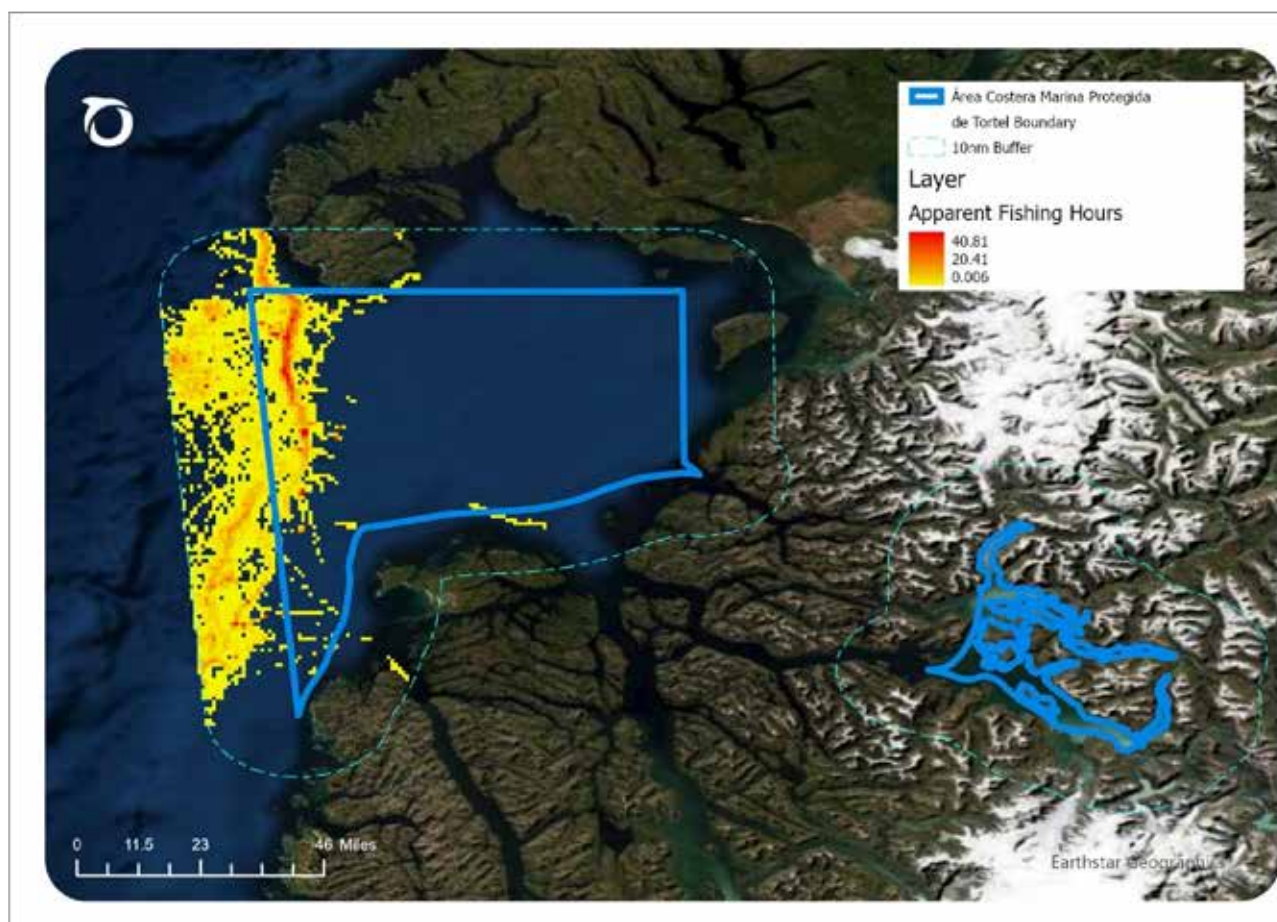 Área Costera Marina Protegida
de Tortel Boundary
10nm Buffer
Layer
Apparent Fishing Hours
40.81
20.41
0.006
0 11.5 23 46 Miles
Earthstar Geographics